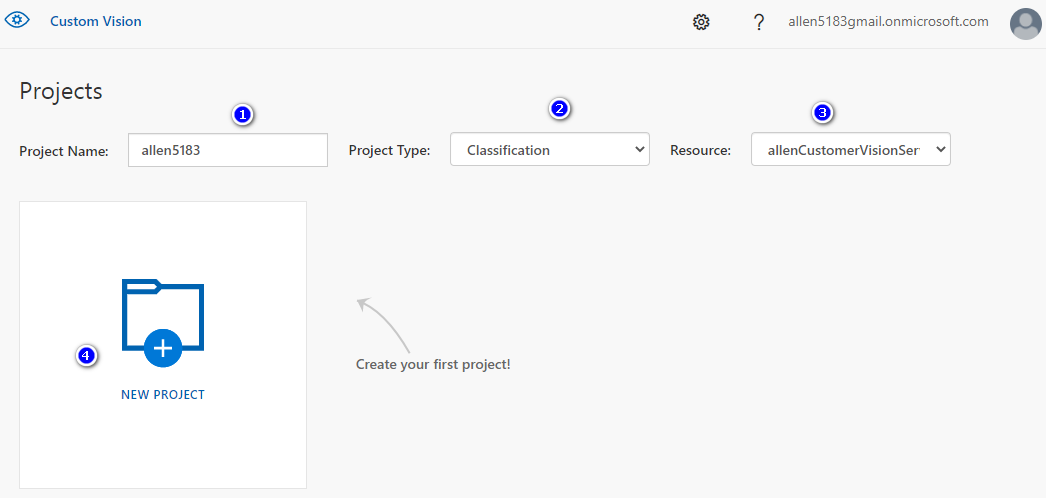 Custom Vision
?
allen5183gmail.onmicrosoft.com
Projects
1
2
3
Project Name:
allen5183
Project Type:
Classification
Resource:
allenCustomerVisionSer
4
NEW PROJECT
Create your first project!